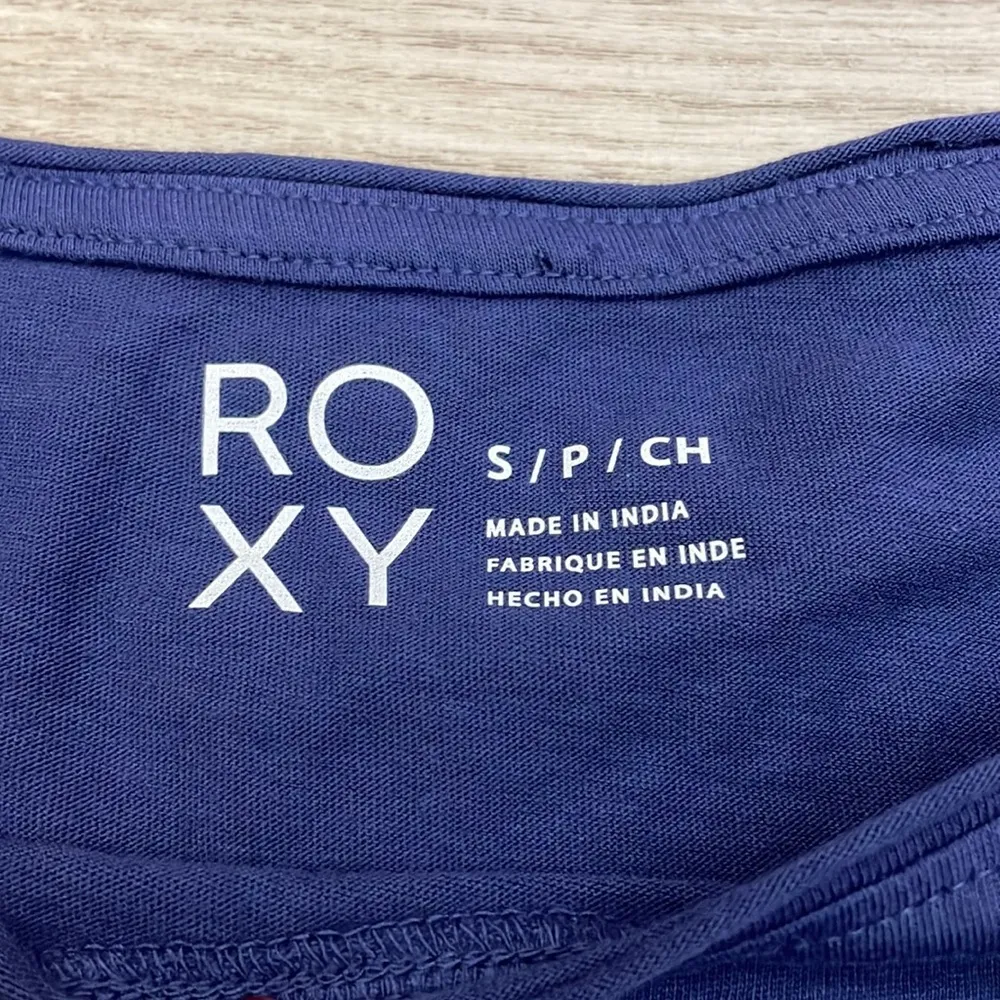 RO
XY
S / P / CH
MADE IN INDIA
FABRIQUE EN INDE
HECHO EN INDIA